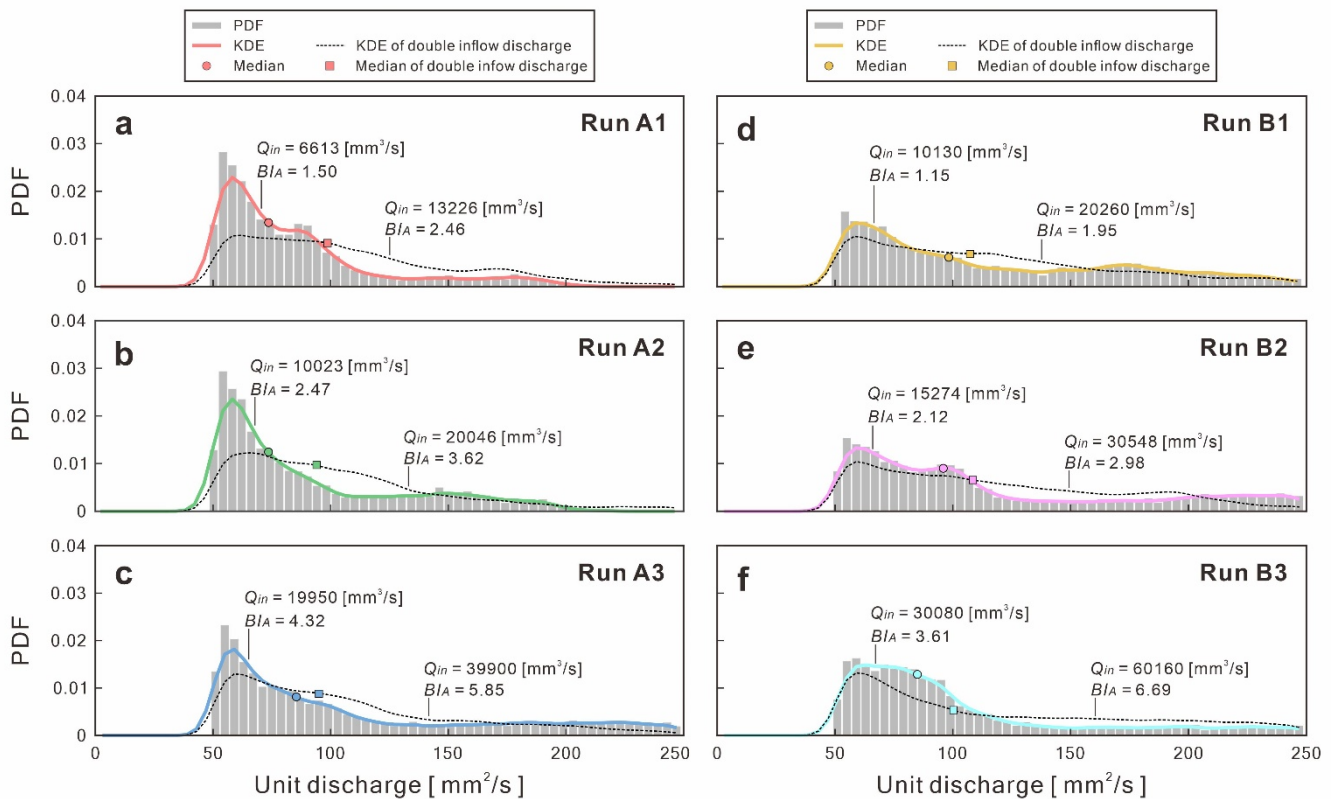 PDF
KDE
KDE of double inflow discharge
Median
Median of double infow discharge
PDF
KDE
KDE of double inflow discharge
Median
Median of double infow discharge
0.04
0.03
0.02
0.01
0
PDF
a
Run A1
Qin = 6613 [mm³/s]
BIA = 1.50
Qin = 13226 [mm³/s]
BIA = 2.46
d
Run B1
Qin = 10130 [mm³/s]
BIA = 1.15
Qin = 20260 [mm³/s]
BIA = 1.95
0.04
0.03
0.02
0.01
0
PDF
b
Run A2
Qin = 10023 [mm³/s]
BIA = 2.47
Qin = 20046 [mm³/s]
BIA = 3.62
e
Run B2
Qin = 15274 [mm³/s]
BIA = 2.12
Qin = 30548 [mm³/s]
BIA = 2.98
0.04
0.03
0.02
0.01
0
PDF
c
Run A3
Qin = 19950 [mm³/s]
BIA = 4.32
Qin = 39900 [mm³/s]
BIA = 5.85
f
Run B3
Qin = 30080 [mm³/s]
BIA = 3.61
Qin = 60160 [mm³/s]
BIA = 6.69
0 50 100 150 200 250
Unit discharge [ mm²/s ]
0 50 100 150 200 250
Unit discharge [ mm²/s ]